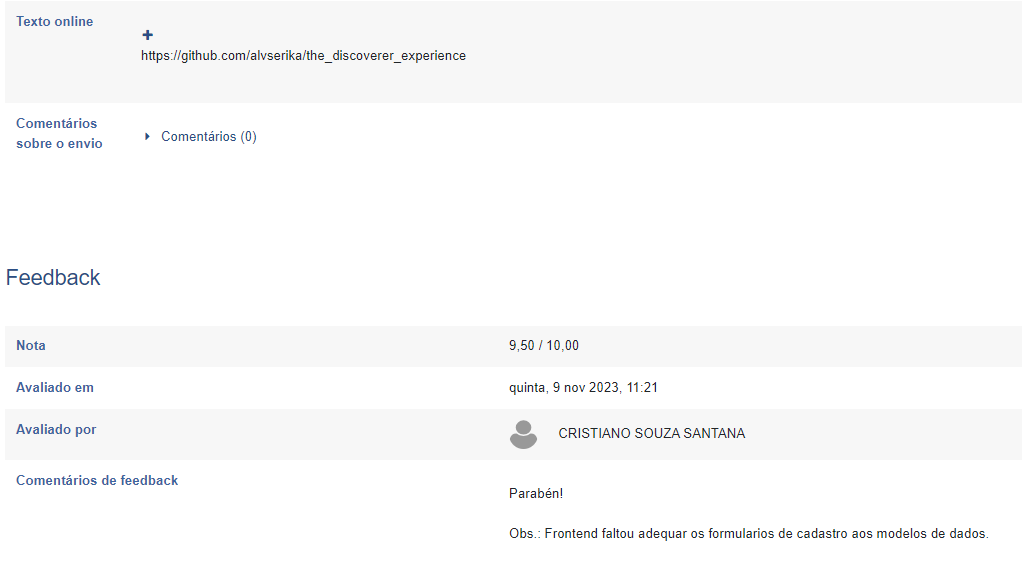 Texto online
https://github.com/alvserika/the_discoverer_experience
Comentários
sobre o envio
Comentários (0)
Feedback
Nota
9,50 / 10,00
Avaliado em
quinta, 9 nov 2023, 11:21
Avaliado por
CRISTIANO SOUZA SANTANA
Comentários de feedback
Parabén!
Obs.: Frontend faltou adequar os formularios de cadastro aos modelos de dados.